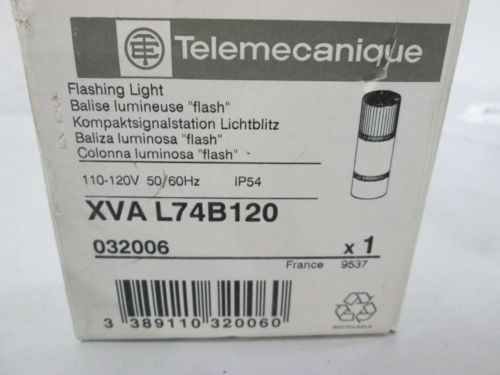 Telemecanique
Flashing Light
Balise lumineuse "flash"
Kompaktsignalstation Lichtblitz
Baliza luminosa "flash"
Colonna luminosa "flash"
110-120V 50/60Hz IP54
XVA L74B120
032006 x 1
France 9537
3 389110 320060
RECYCLABLE